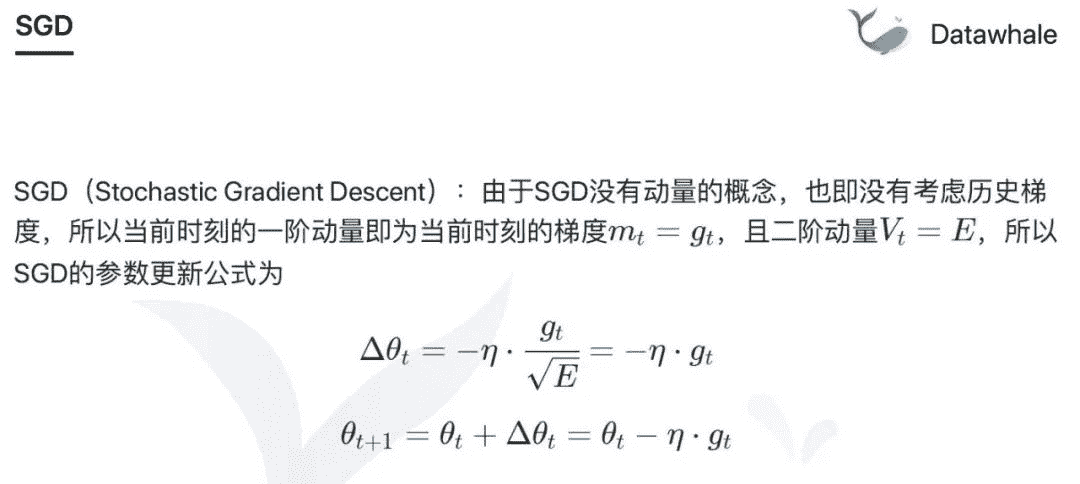 SGD
Datawhale
SGD（Stochastic Gradient Descent）：由于SGD没有动量的概念，也即没有考虑历史梯
度，所以当前时刻的一阶动量即为当前时刻的梯度$m_t = g_t$，且二阶动量$V_t = E$，所以
SGD的参数更新公式为
$\Delta\theta_t = -\eta \cdot \frac{g_t}{\sqrt{E}} = -\eta \cdot g_t$
$\theta_{t+1} = \theta_t + \Delta\theta_t = \theta_t - \eta \cdot g_t$